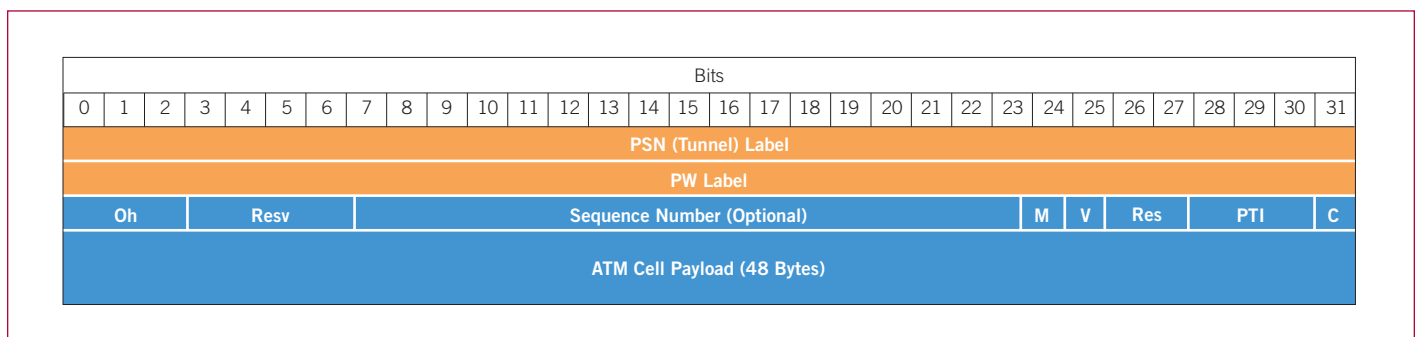 Bits
0 1 2 3 4 5 6 7 8 9 10 11 12 13 14 15 16 17 18 19 20 21 22 23 24 25 26 27 28 29 30 31
PSN (Tunnel) Label
PW Label
Oh Resv Sequence Number (Optional) M V Res PTI C
ATM Cell Payload (48 Bytes)